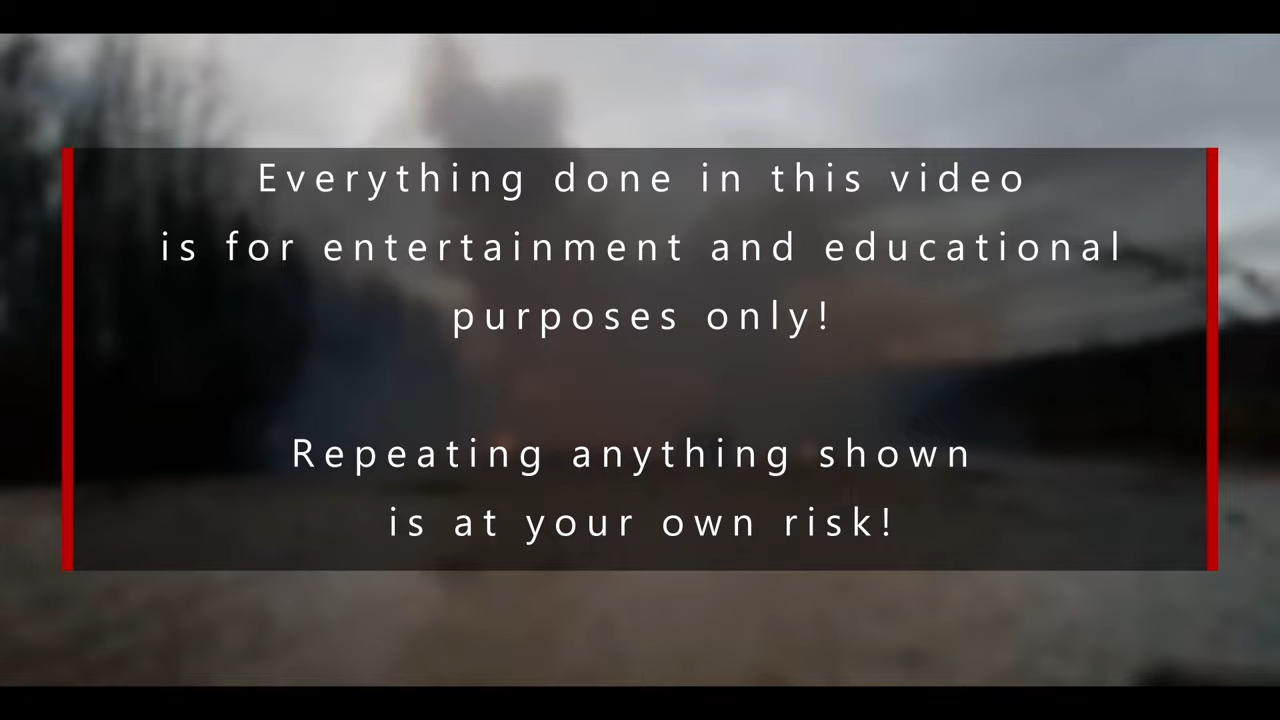 Everything done in this video
is for entertainment and educational
purposes only!
Repeating anything shown
is at your own risk!